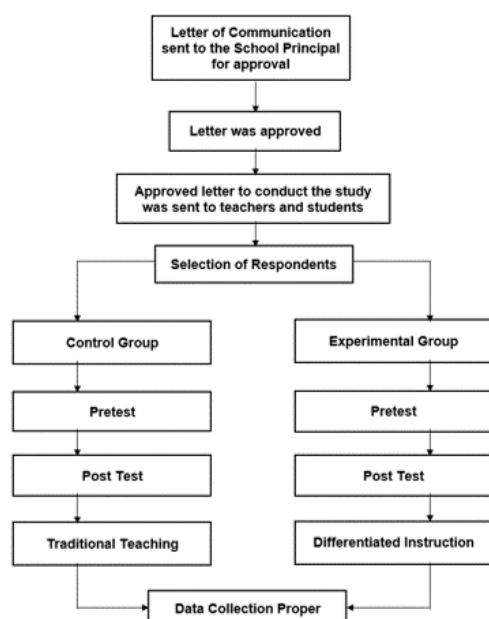 Letter of Communication
sent to the School Principal
for approval
Letter was approved
Approved letter to conduct the study
was sent to teachers and students
Selection of Respondents
Control Group
Experimental Group
Pretest
Pretest
Post Test
Post Test
Traditional Teaching
Differentiated Instruction
Data Collection Proper